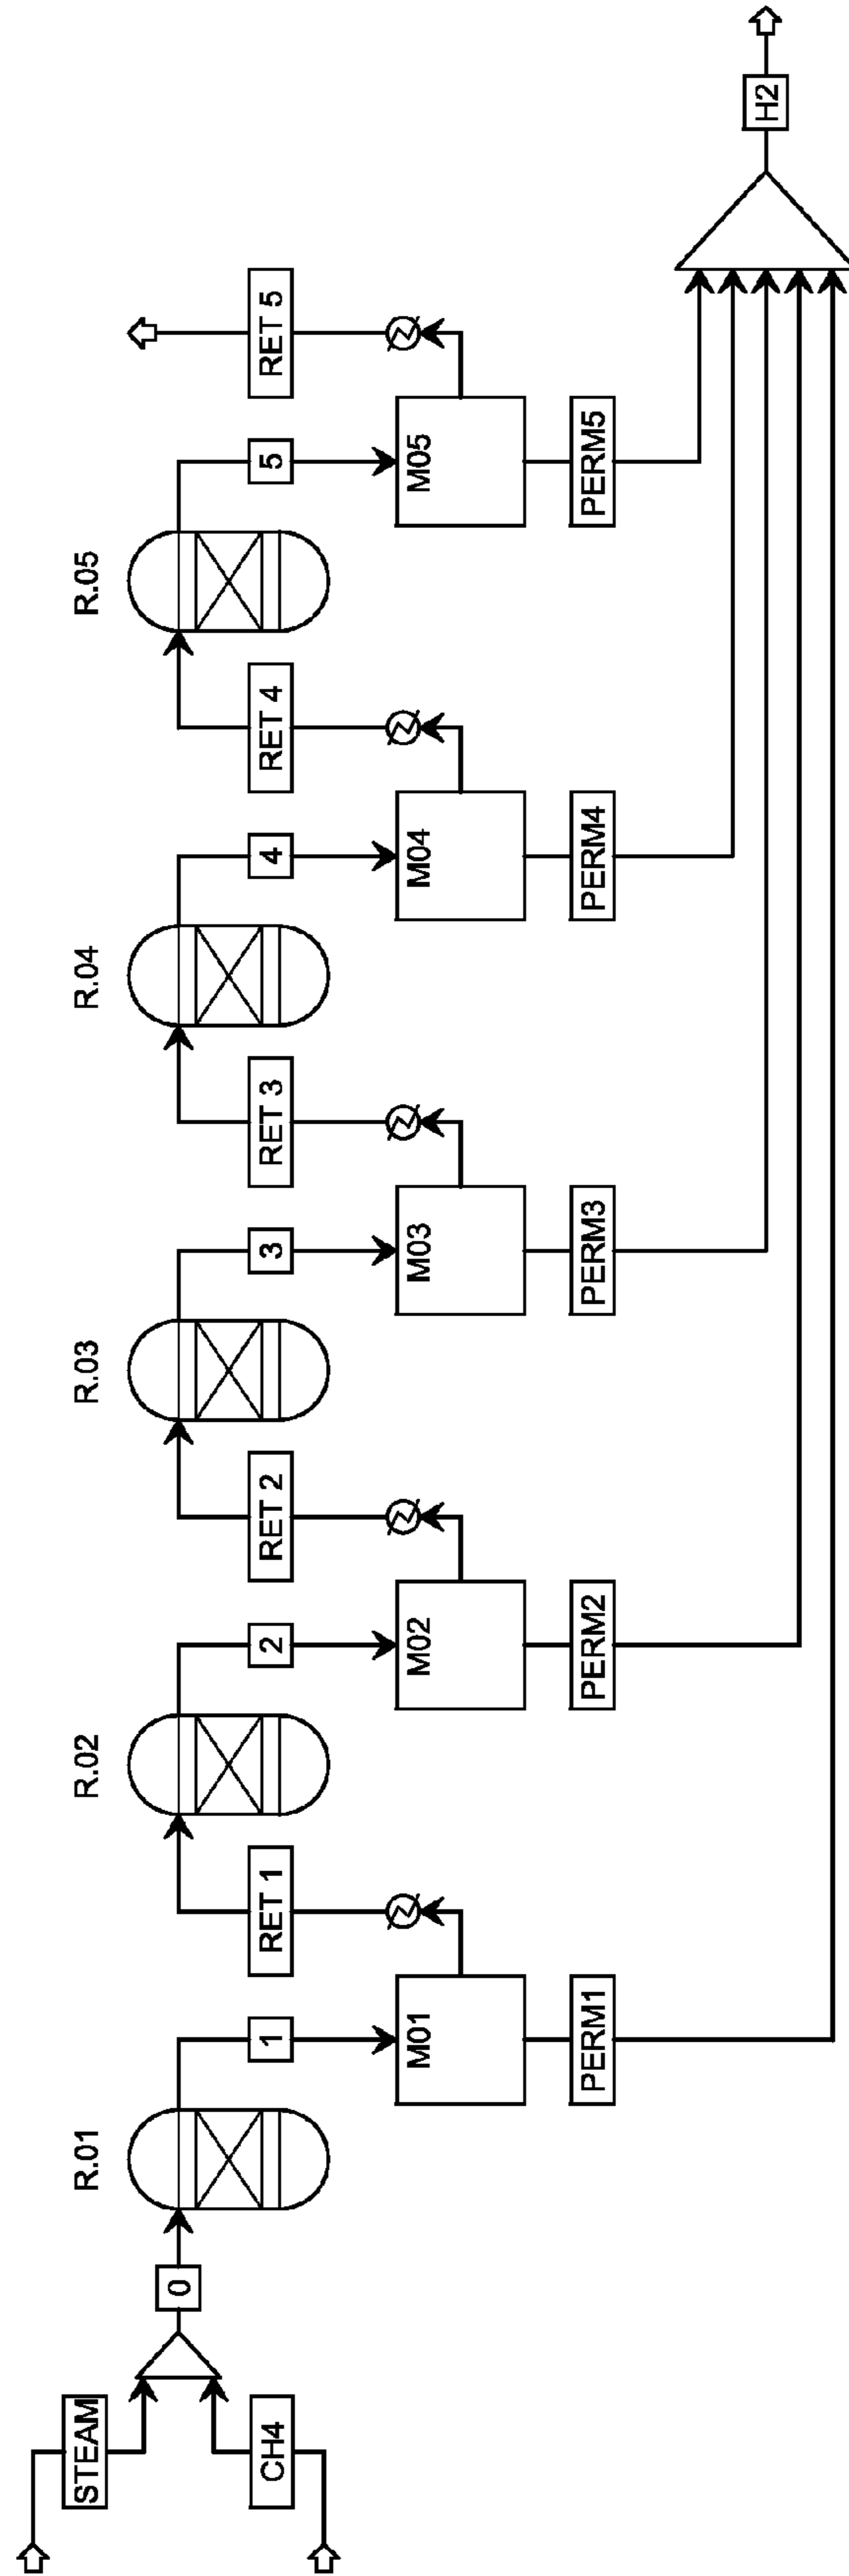 STEAM
CH4
0
R.01
1
M01
PERM1
RET 1
R.02
2
M02
PERM2
RET 2
R.03
3
M03
PERM3
RET 3
R.04
4
M04
PERM4
RET 4
R.05
5
M05
PERM5
RET 5
H2